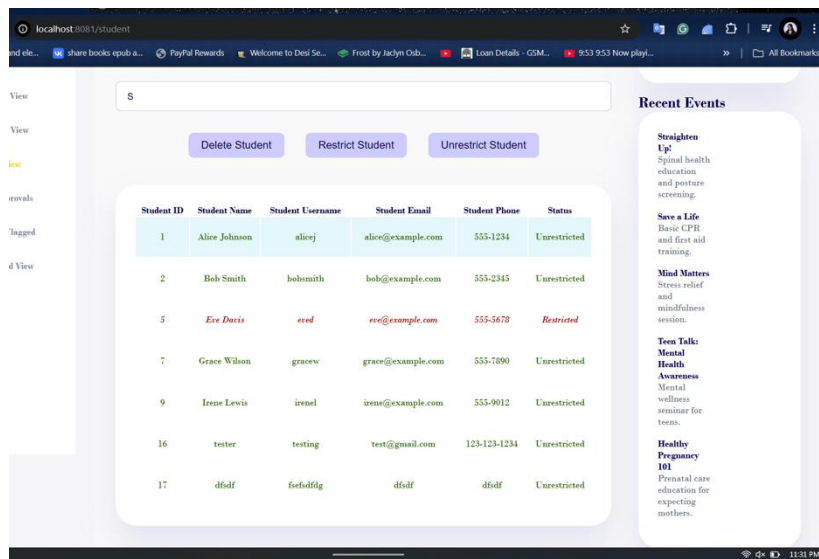 localhost:8081/student
and ele...
share books epub a...
PayPal Rewards
Welcome to Desi Se...
Frost by Jaclyn Osb...
Loan Details - GSM...
9:53 9:53 Now playi...
»
All Bookmarks
View
View
iew
provals
Flagged
d View
S
Delete Student
Restrict Student
Unrestrict Student
Student ID Student Name Student Username Student Email Student Phone Status
1 Alice Johnson alicej alice@example.com 555-1234 Unrestricted
2 Bob Smith bobsmith bob@example.com 555-2345 Unrestricted
5 Eve Davis eved eve@example.com 555-5678 Restricted
7 Grace Wilson gracew grace@example.com 555-7890 Unrestricted
9 Irene Lewis irenel irene@example.com 555-9012 Unrestricted
16 tester testing test@gmail.com 123-123-1234 Unrestricted
17 dfsdf fsefsdfdg dfsdf dfsdf Unrestricted
Recent Events
Straighten
Up!
Spinal health
education
and posture
screening.
Save a Life
Basic CPR
and first aid
training.
Mind Matters
Stress relief
and
mindfulness
session.
Teen Talk:
Mental
Health
Awareness
Mental
wellness
seminar for
teens.
Healthy
Pregnancy
101
Prenatal care
education for
expecting
mothers.
11:31 PM